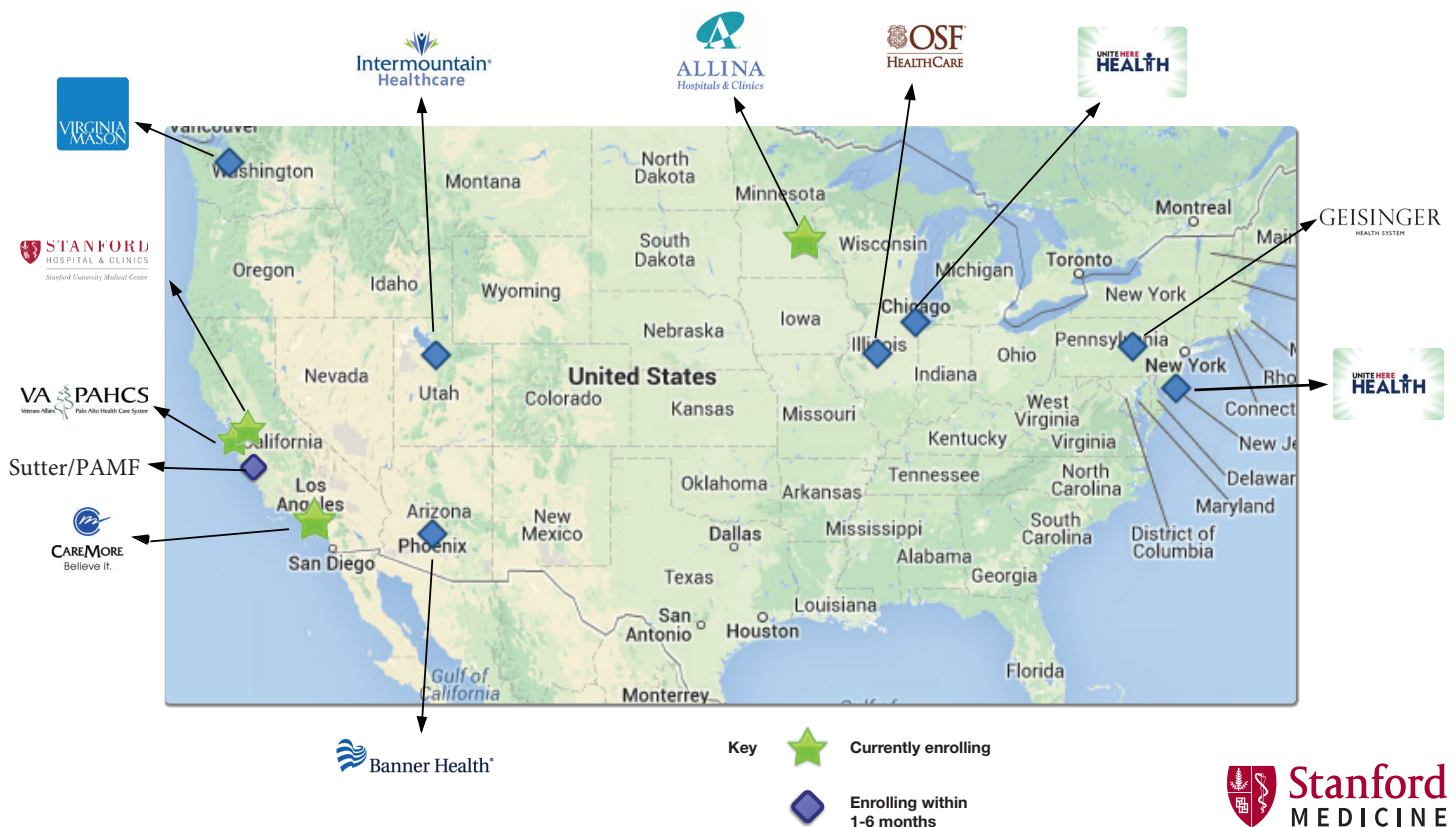 Intermountain®
Healthcare
ALLINA
Hospitals & Clinics
OSF®
HEALTHCARE
UNITE HERE
HEALTH
VIRGINIA
MASON
Vancouver
Washington
Montana
North
Dakota
Minnesota
Montreal
GEISINGER
HEALTH SYSTEM
STANFORD
HOSPITAL & CLINICS
Stanford University Medical Center
Oregon
Idaho
Wyoming
South
Dakota
Wisconsin
Michigan
Toronto
New York
Nebraska
Iowa
Chicago
Illinois
Indiana
Ohio
Pennsylvania
New York
UNITE HERE
HEALTH
Nevada
Utah
Colorado
United States
Kansas
Missouri
West
Virginia
Virginia
Kentucky
Connect
New Je
Delawar
Maryland
District of
Columbia
VA PAHCS
Veterans Affairs Palo Alto Health Care System
California
Sutter/PAMF
Los
Angeles
Arizona
Phoenix
New
Mexico
Oklahoma
Arkansas
Tennessee
North
Carolina
South
Carolina
CAREMORE
Believe it.
San Diego
Dallas
Mississippi
Alabama
Georgia
Texas
San
Antonio
Houston
Louisiana
Florida
Gulf of
California
Monterrey
Banner Health®
Key
Currently enrolling
Enrolling within
1-6 months
Stanford
MEDICINE